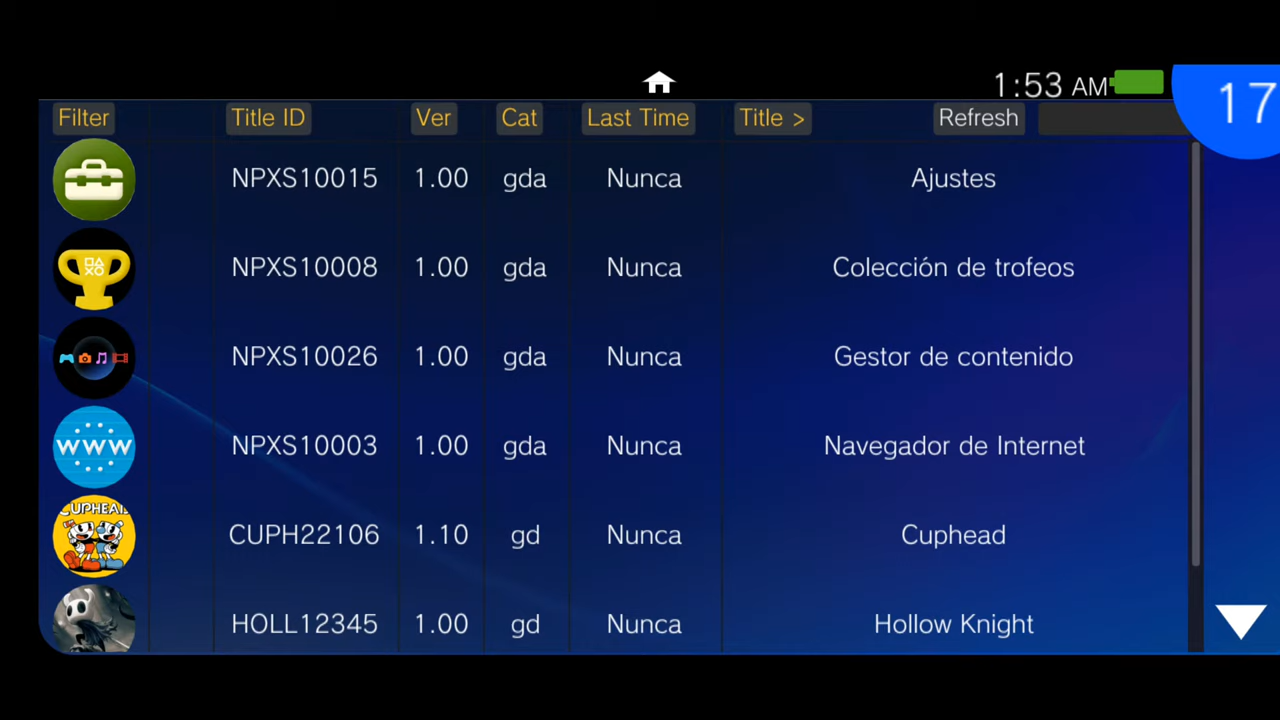 1:53 AM
17
Filter Title ID Ver Cat Last Time Title > Refresh
NPXS10015 1.00 gda Nunca Ajustes
NPXS10008 1.00 gda Nunca Colección de trofeos
NPXS10026 1.00 gda Nunca Gestor de contenido
WWW NPXS10003 1.00 gda Nunca Navegador de Internet
CUPHEAD CUPH22106 1.10 gd Nunca Cuphead
HOLL12345 1.00 gd Nunca Hollow Knight